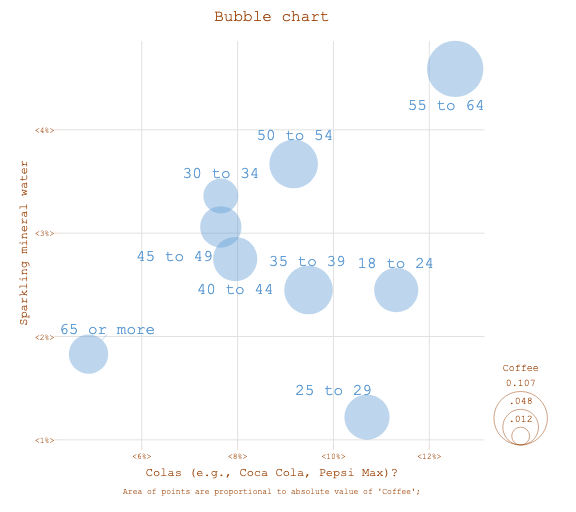 Bubble chart
55 to 64
<4%>
50 to 54
30 to 34
Sparkling mineral water
<3%>
45 to 49
35 to 39
18 to 24
40 to 44
65 or more
<2%>
Coffee
0.107
25 to 29
.048
.012
<1%>
<6%>
<8%>
<10%>
<12%>
Colas (e.g., Coca Cola, Pepsi Max)?
Area of points are proportional to absolute value of 'Coffee';